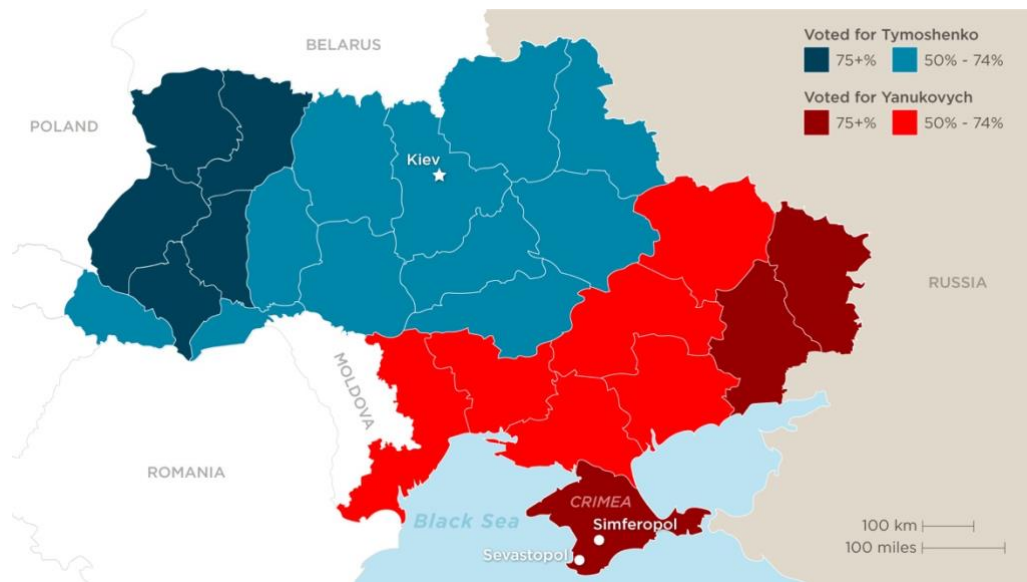 BELARUS
POLAND
Kiev
Voted for Tymoshenko
75+% 50% - 74%
Voted for Yanukovych
75+% 50% - 74%
RUSSIA
MOLDOVA
ROMANIA
Black Sea
CRIMEA
Simferopol
Sevastopol
100 km
100 miles